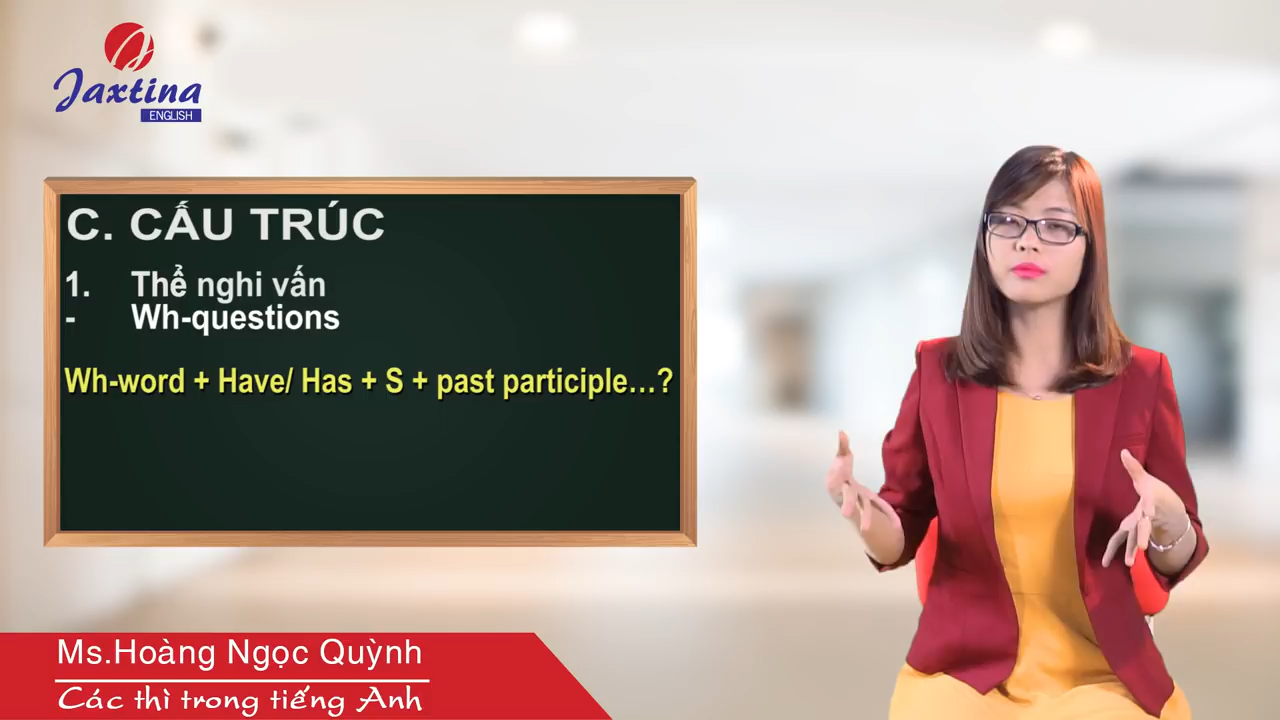 Jaxtina
ENGLISH
C. CẤU TRÚC
1. Thể nghi vấn
- Wh-questions
Wh-word + Have/ Has + S + past participle...?
Ms.Hoàng Ngọc Quỳnh
Các thì trong tiếng Anh